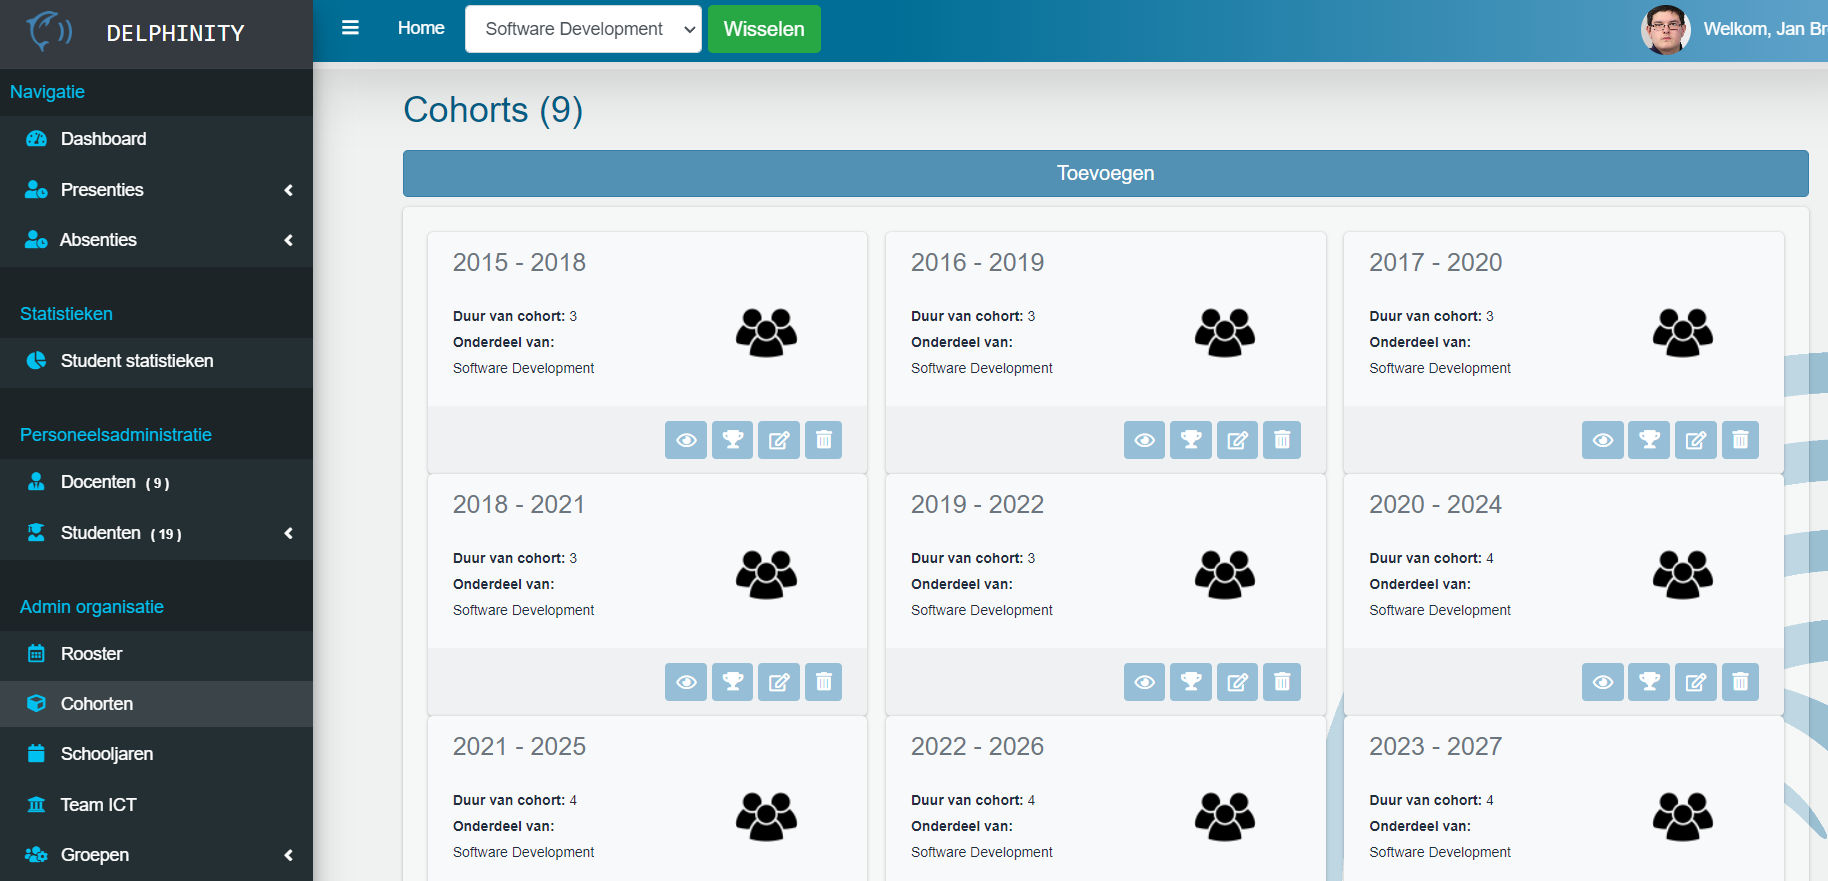 DELPHINITY
Home
Software Development
Wisselen
Welkom, Jan Br
Navigatie
Dashboard
Presenties
Absenties
Statistieken
Student statistieken
Personeelsadministratie
Docenten ( 9 )
Studenten ( 19 )
Admin organisatie
Rooster
Cohorten
Schooljaren
Team ICT
Groepen
Cohorts (9)
Toevoegen
2015 - 2018
Duur van cohort: 3
Onderdeel van:
Software Development
2016 - 2019
Duur van cohort: 3
Onderdeel van:
Software Development
2017 - 2020
Duur van cohort: 3
Onderdeel van:
Software Development
2018 - 2021
Duur van cohort: 3
Onderdeel van:
Software Development
2019 - 2022
Duur van cohort: 3
Onderdeel van:
Software Development
2020 - 2024
Duur van cohort: 4
Onderdeel van:
Software Development
2021 - 2025
Duur van cohort: 4
Onderdeel van:
Software Development
2022 - 2026
Duur van cohort: 4
Onderdeel van:
Software Development
2023 - 2027
Duur van cohort: 4
Onderdeel van:
Software Development